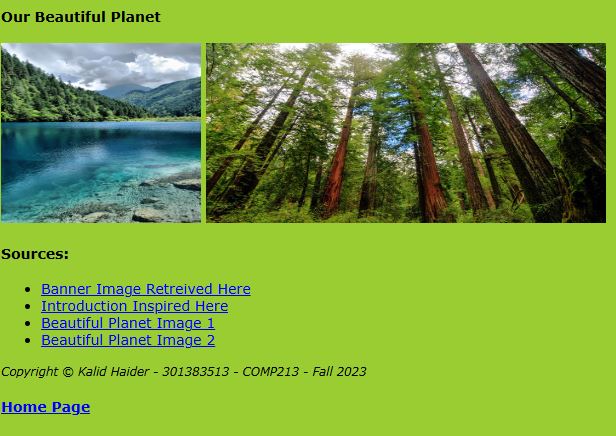 Our Beautiful Planet
Sources:
Banner Image Retreived Here
Introduction Inspired Here
Beautiful Planet Image 1
Beautiful Planet Image 2
Copyright © Kalid Haider - 301383513 - COMP213 - Fall 2023
Home Page